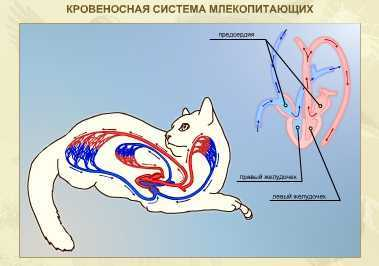 КРОВЕНОСНАЯ СИСТЕМА МЛЕКОПИТАЮЩИХ
предсердия
правый желудочек
левый желудочек